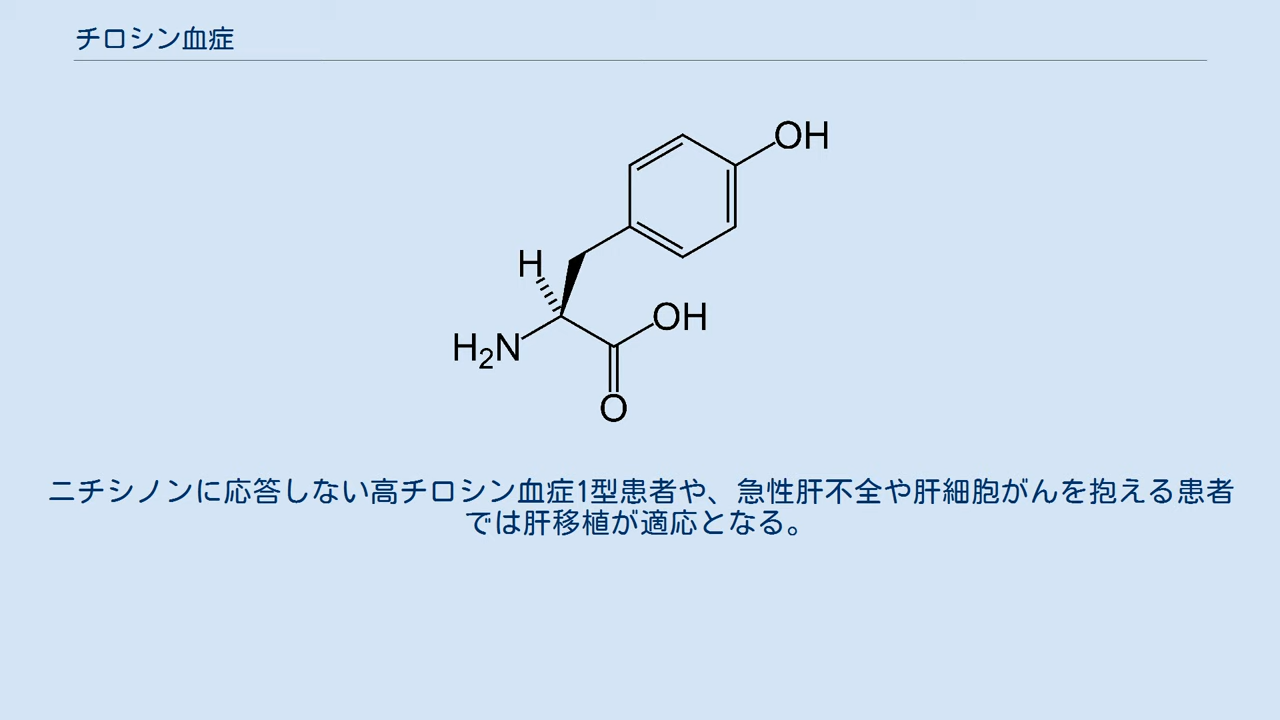 チロシン血症
OH
H
OH
H₂N
O
ニチシノンに応答しない高チロシン血症1型患者や、急性肝不全や肝細胞がんを抱える患者
では肝移植が適応となる。